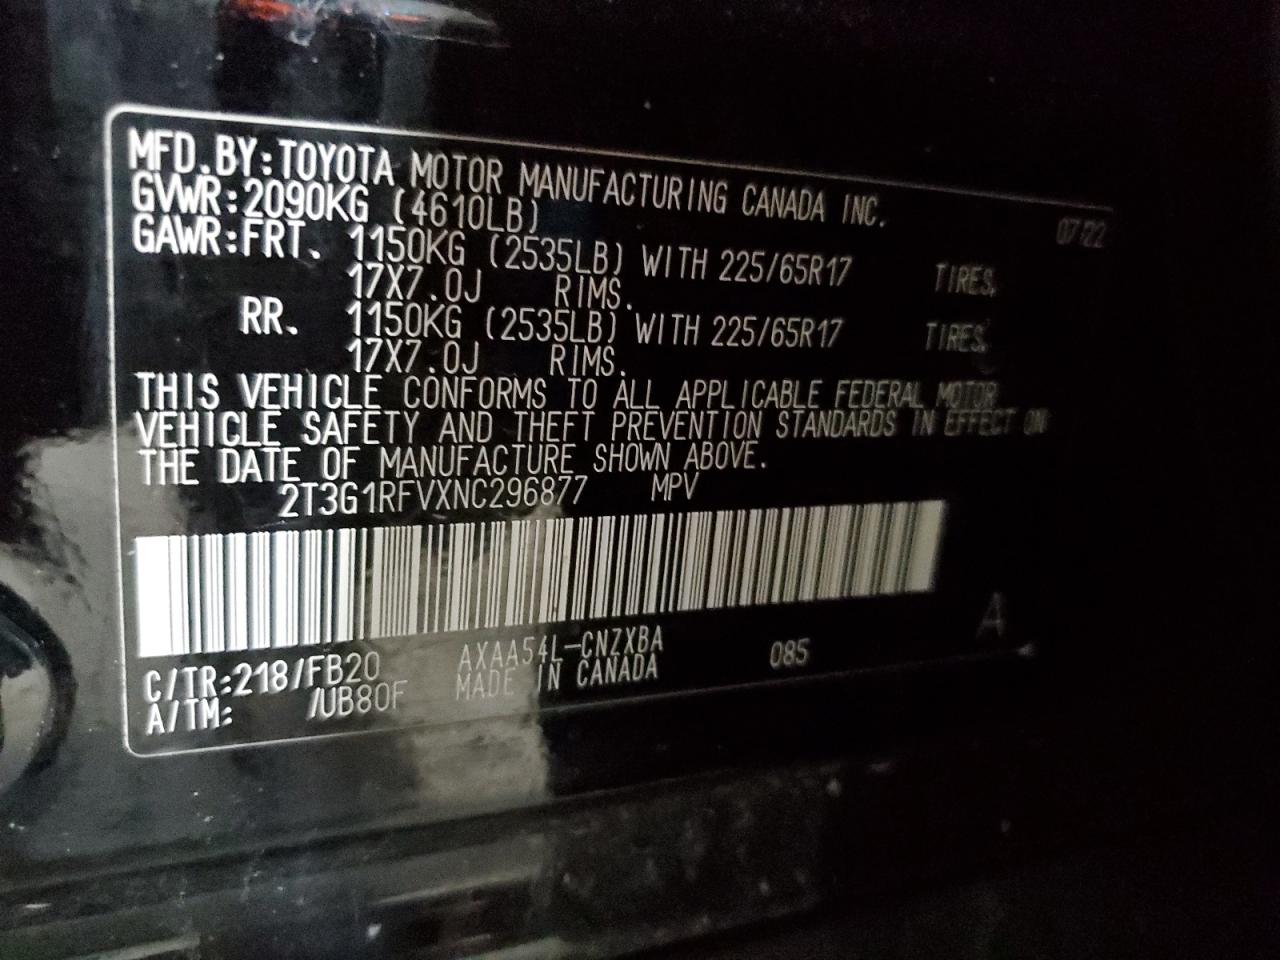 MFD.BY:TOYOTA MOTOR MANUFACTURING CANADA INC.
GVWR:2090KG (4610LB) 07/22
GAWR:FRT. 1150KG (2535LB) WITH 225/65R17 TIRES,
17X7.0J RIMS.
RR. 1150KG (2535LB) WITH 225/65R17 TIRES,
17X7.0J RIMS.
THIS VEHICLE CONFORMS TO ALL APPLICABLE FEDERAL MOTOR
VEHICLE SAFETY AND THEFT PREVENTION STANDARDS IN EFFECT ON
THE DATE OF MANUFACTURE SHOWN ABOVE.
2T3G1RFVXNC296877 MPV
A
C/TR:218/FB20 AXAA54L-CNZXBA 085
A/TM: /UB80F MADE IN CANADA